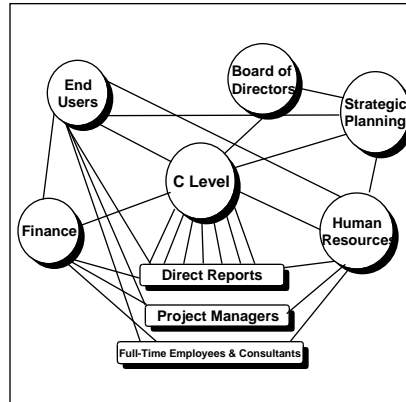 End
Users
Board of
Directors
Strategic
Planning
C Level
Finance
Human
Resources
Direct Reports
Project Managers
Full-Time Employees & Consultants